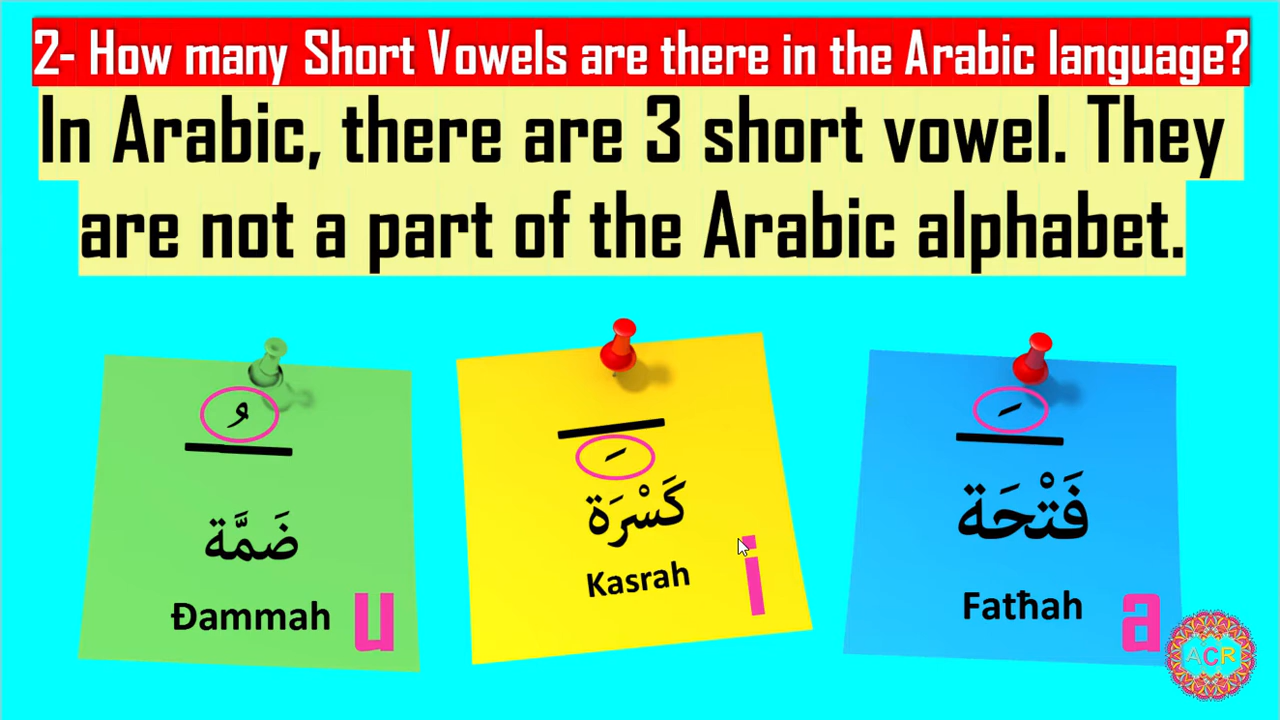 2- How many Short Vowels are there in the Arabic language?
In Arabic, there are 3 short vowel. They
are not a part of the Arabic alphabet.
ُ
ضَمَّة
Đammah u
َ
كَسْرَة
Kasrah i
َ
فَتْحَة
Fatħah a
ACR